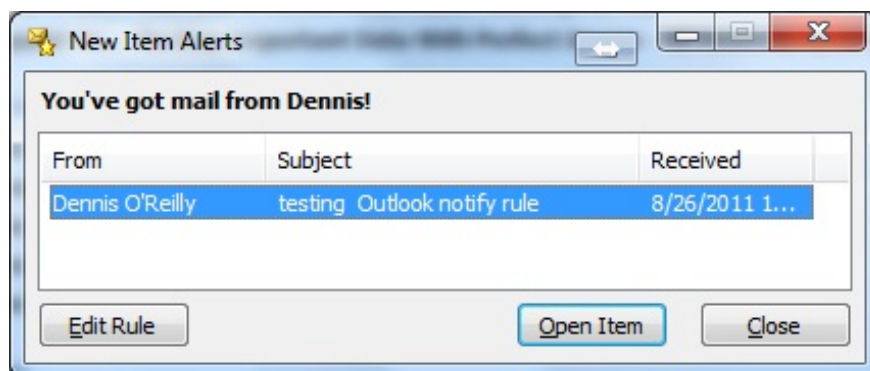 New Item Alerts
You've got mail from Dennis!
From Subject Received
Dennis O'Reilly testing Outlook notify rule 8/26/2011 1...
Edit Rule Open Item Close